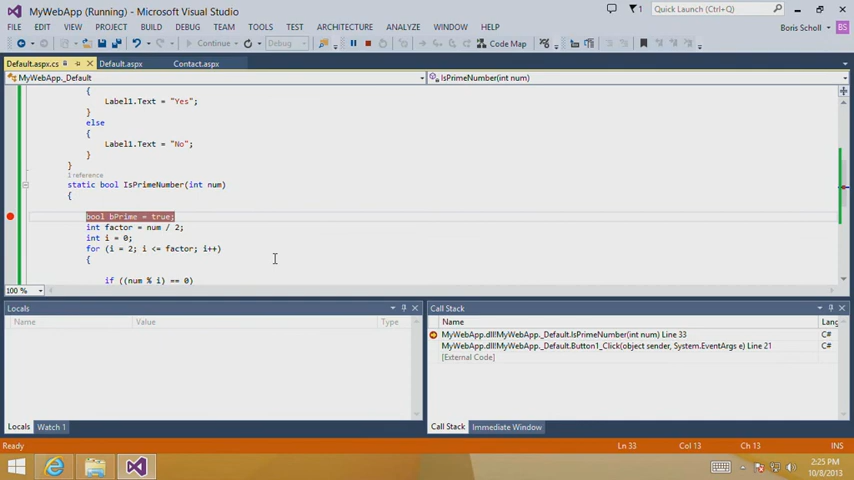 MyWebApp (Running) - Microsoft Visual Studio
Quick Launch (Ctrl+Q)
1
FILE EDIT VIEW PROJECT BUILD DEBUG TEAM TOOLS TEST ARCHITECTURE ANALYZE WINDOW HELP
Boris Scholl
BS
Continue
Debug
Code Map
Default.aspx.cs
Default.aspx
Contact.aspx
MyWebApp._Default
IsPrimeNumber(int num)
{
Label1.Text = "Yes";
}
else
{
Label1.Text = "No";
}
}
1 reference
static bool IsPrimeNumber(int num)
{
bool bPrime = true;
int factor = num / 2;
int i = 0;
for (i = 2; i <= factor; i++)
{
if ((num % i) == 0)
100 %
Locals
Name Value Type
Call Stack
Name Lang
MyWebApp.dll!MyWebApp._Default.IsPrimeNumber(int num) Line 33 C#
MyWebApp.dll!MyWebApp._Default.Button1_Click(object sender, System.EventArgs e) Line 21 C#
[External Code]
Locals Watch 1
Call Stack Immediate Window
Ready
Ln 33 Col 13 Ch 13 INS
2:25 PM
10/8/2013